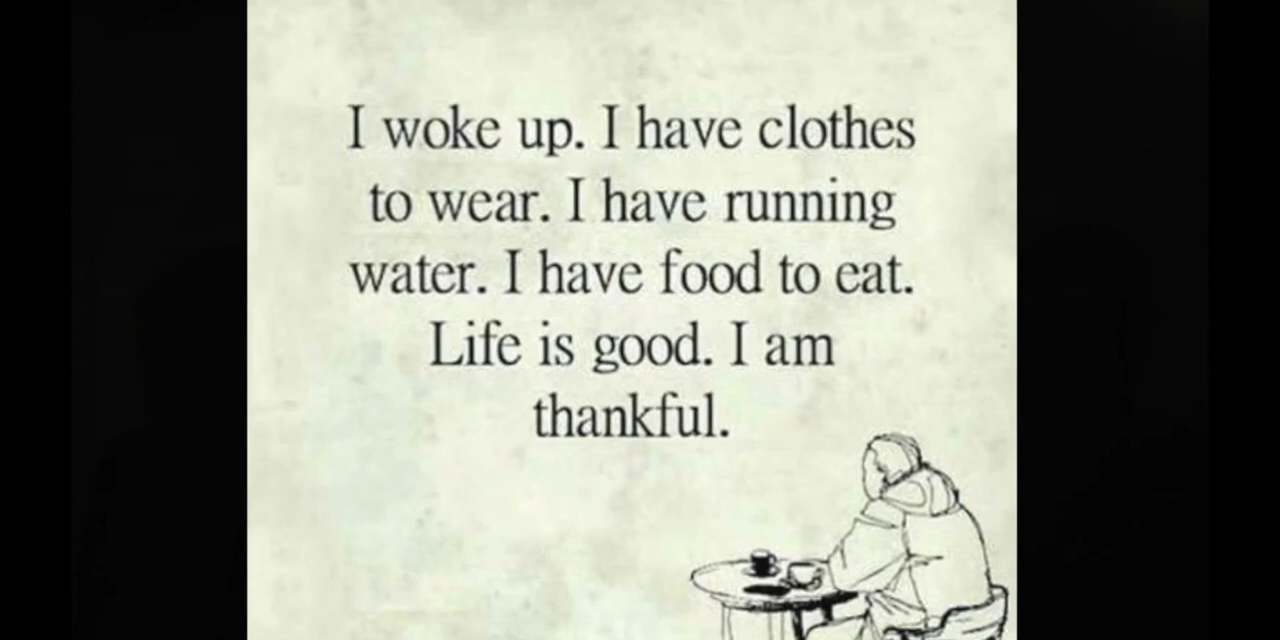 I woke up. I have clothes
to wear. I have running
water. I have food to eat.
Life is good. I am
thankful.